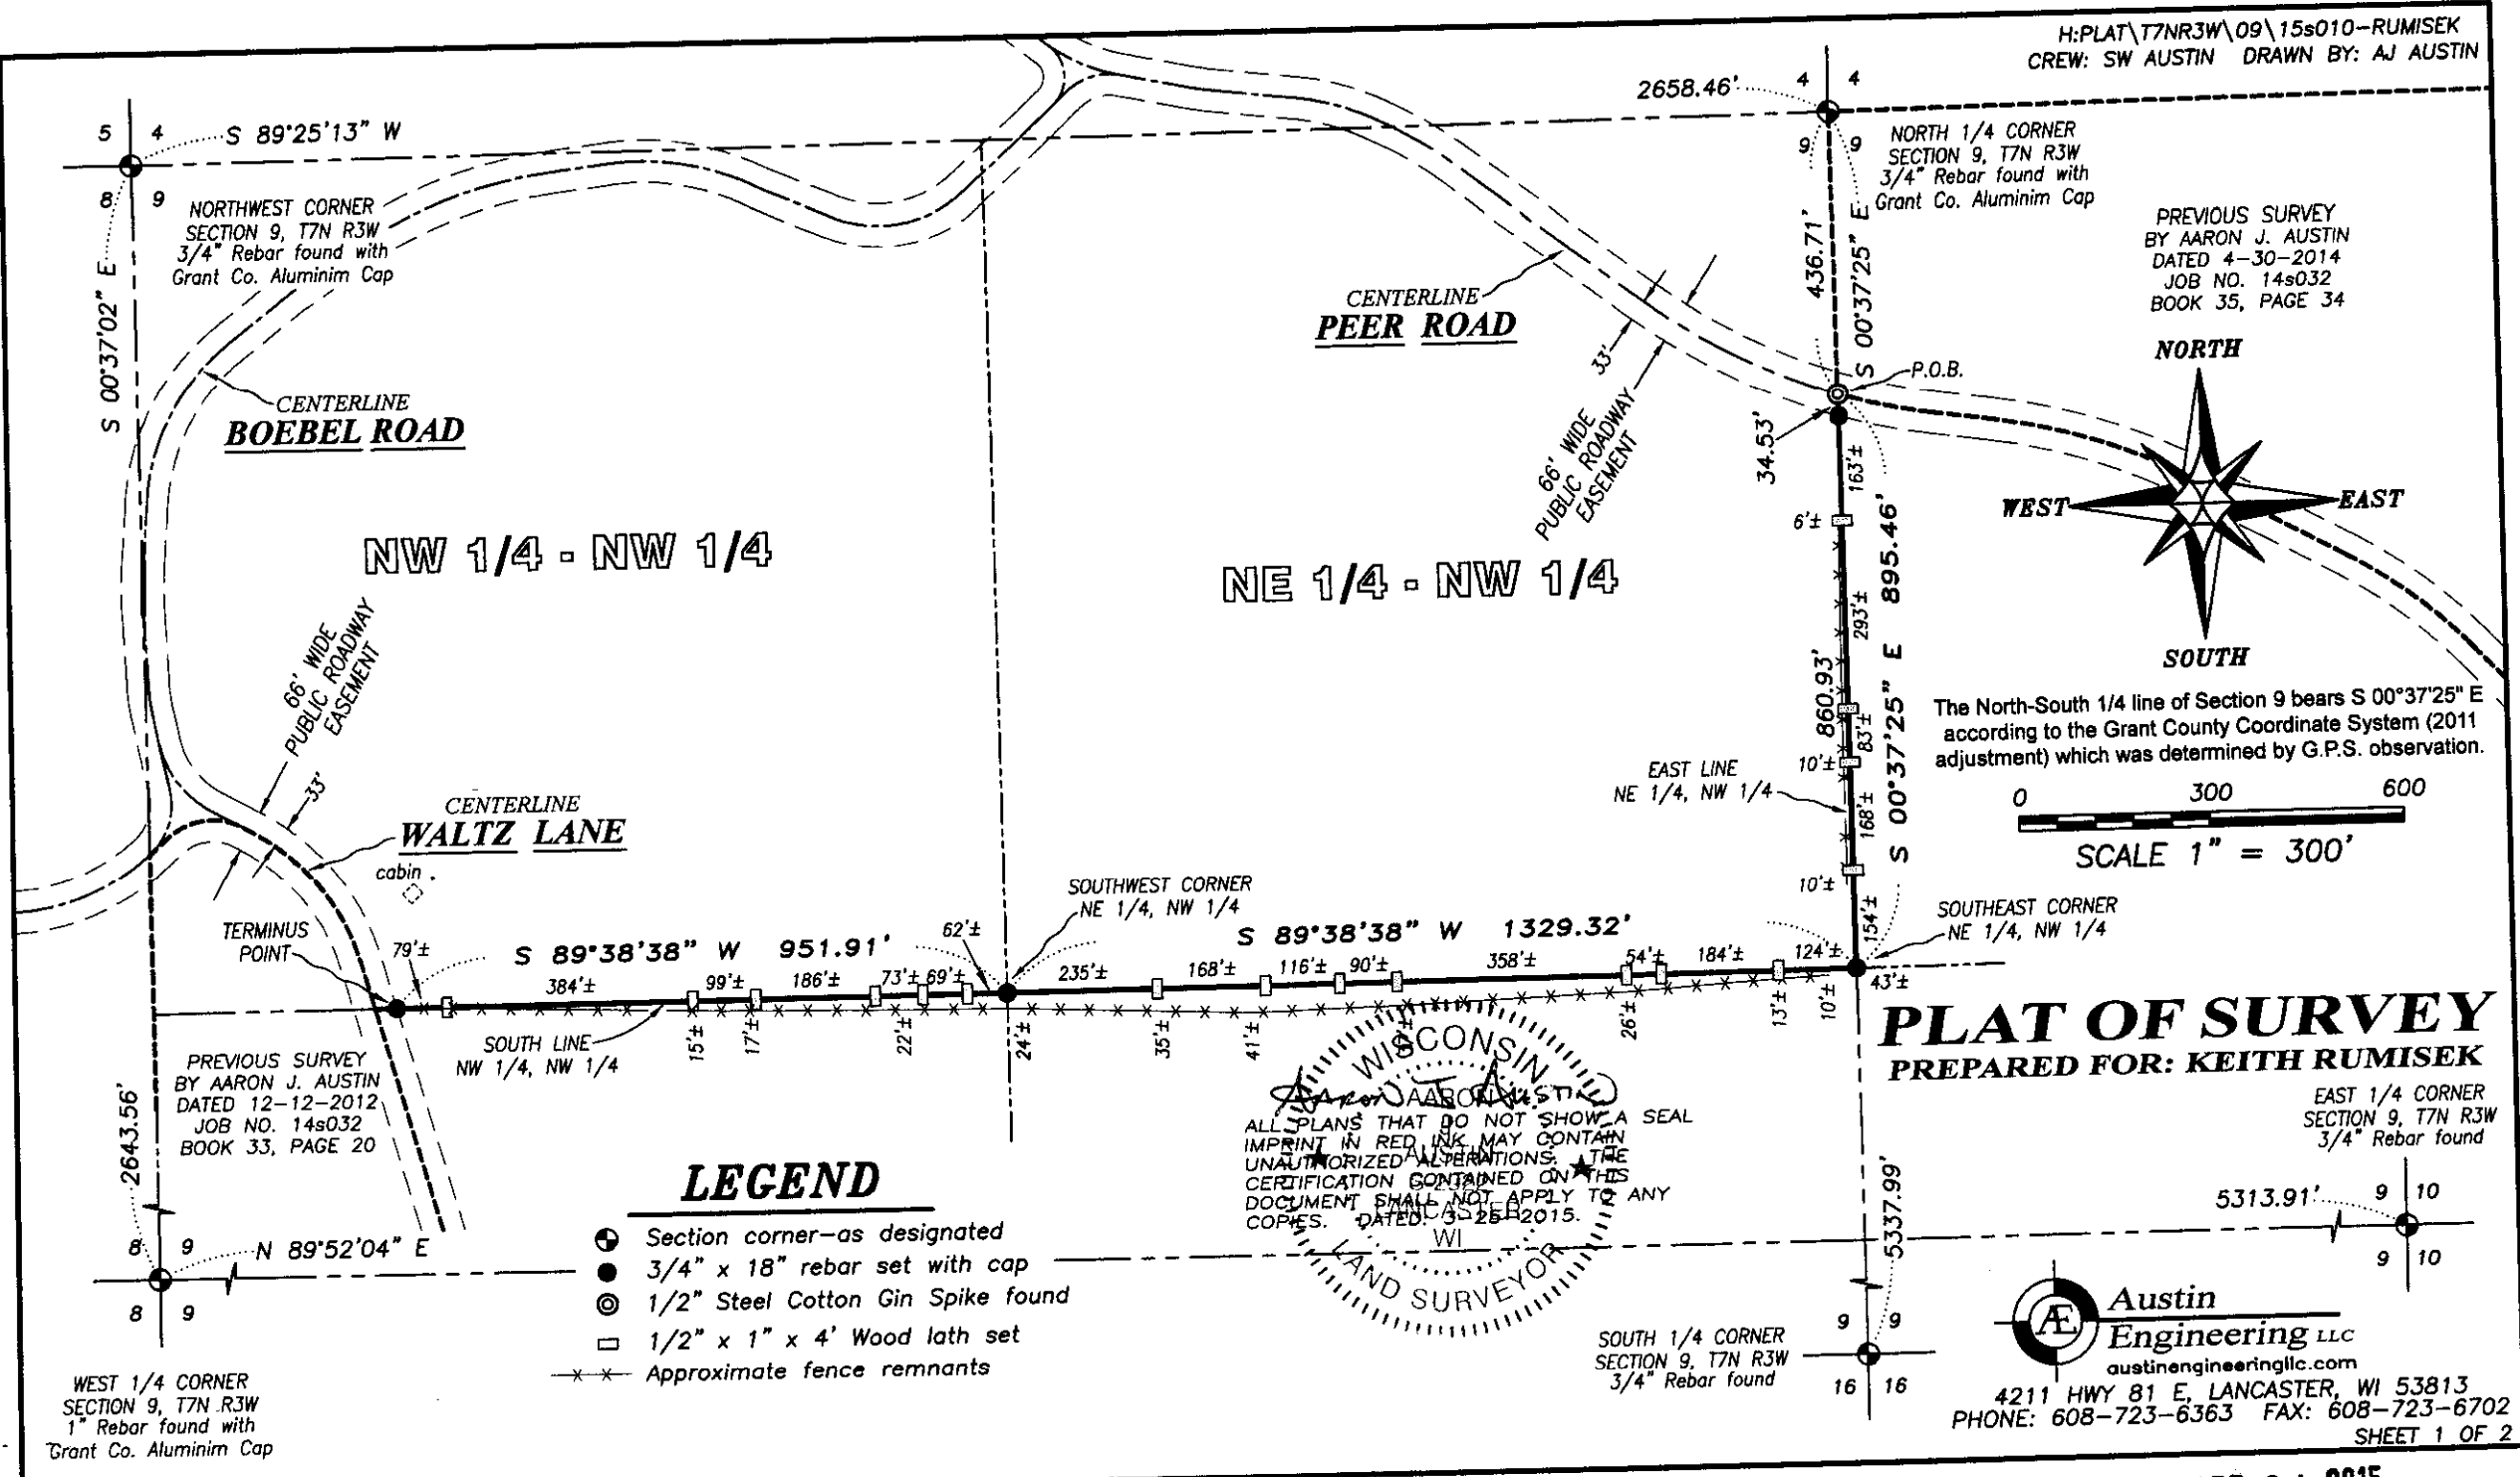 H:PLAT\T7NR3W\09\15s010-RUMISEK
CREW: SW AUSTIN DRAWN BY: AJ AUSTIN
2658.46'
4 4
9 9
NORTH 1/4 CORNER
SECTION 9, T7N R3W
3/4" Rebar found with
Grant Co. Aluminim Cap
5 4
8 9
S 89°25'13" W
NORTHWEST CORNER
SECTION 9, T7N R3W
3/4" Rebar found with
Grant Co. Aluminim Cap
S 00°37'02" E
436.71'
S 00°37'25" E
PREVIOUS SURVEY
BY AARON J. AUSTIN
DATED 4-30-2014
JOB NO. 14s032
BOOK 35, PAGE 34
CENTERLINE
PEER ROAD
33'
66' WIDE
PUBLIC ROADWAY
EASEMENT
P.O.B.
34.53'
NORTH
WEST
EAST
SOUTH
CENTERLINE
BOEBEL ROAD
NW 1/4 - NW 1/4
NE 1/4 - NW 1/4
163'±
6'±
293'±
860.93'
83'±
10'±
168'±
10'±
154'±
S 00°37'25" E 895.46'
EAST LINE
NE 1/4, NW 1/4
The North-South 1/4 line of Section 9 bears S 00°37'25" E
according to the Grant County Coordinate System (2011
adjustment) which was determined by G.P.S. observation.
0 300 600
SCALE 1" = 300'
66' WIDE
PUBLIC ROADWAY
EASEMENT
33'
CENTERLINE
WALTZ LANE
cabin
TERMINUS
POINT
79'±
S 89°38'38" W 951.91'
62'±
SOUTHWEST CORNER
NE 1/4, NW 1/4
S 89°38'38" W 1329.32'
SOUTHEAST CORNER
NE 1/4, NW 1/4
384'± 99'± 186'± 73'± 69'±
235'± 168'± 116'± 90'± 358'± 54'± 184'± 124'±
43'±
15'± 17'± 22'± 24'± 35'± 41'± 26'± 13'± 10'±
SOUTH LINE
NW 1/4, NW 1/4
PREVIOUS SURVEY
BY AARON J. AUSTIN
DATED 12-12-2012
JOB NO. 14s032
BOOK 33, PAGE 20
2643.56'
PLAT OF SURVEY
PREPARED FOR: KEITH RUMISEK
EAST 1/4 CORNER
SECTION 9, T7N R3W
3/4" Rebar found
WISCONSIN
Aaron J Austin
AARON
ALL PLANS THAT DO NOT SHOW A SEAL
IMPRINT IN RED INK MAY CONTAIN
UNAUTHORIZED ALTERATIONS. THE
CERTIFICATION CONTAINED ON THIS
DOCUMENT SHALL NOT APPLY TO ANY
COPIES. DATED: 3-25-2015.
AUSTIN
LANCASTER
WI
LAND SURVEYOR
5337.99'
5313.91'
9 10
9 10
8 9
8 9
N 89°52'04" E
LEGEND
Section corner-as designated
3/4" x 18" rebar set with cap
1/2" Steel Cotton Gin Spike found
1/2" x 1" x 4' Wood lath set
Approximate fence remnants
WEST 1/4 CORNER
SECTION 9, T7N R3W
1" Rebar found with
Grant Co. Aluminim Cap
SOUTH 1/4 CORNER
SECTION 9, T7N R3W
3/4" Rebar found
9 9
16 16
AE
Austin
Engineering LLC
austinengineeringllc.com
4211 HWY 81 E, LANCASTER, WI 53813
PHONE: 608-723-6363 FAX: 608-723-6702
SHEET 1 OF 2